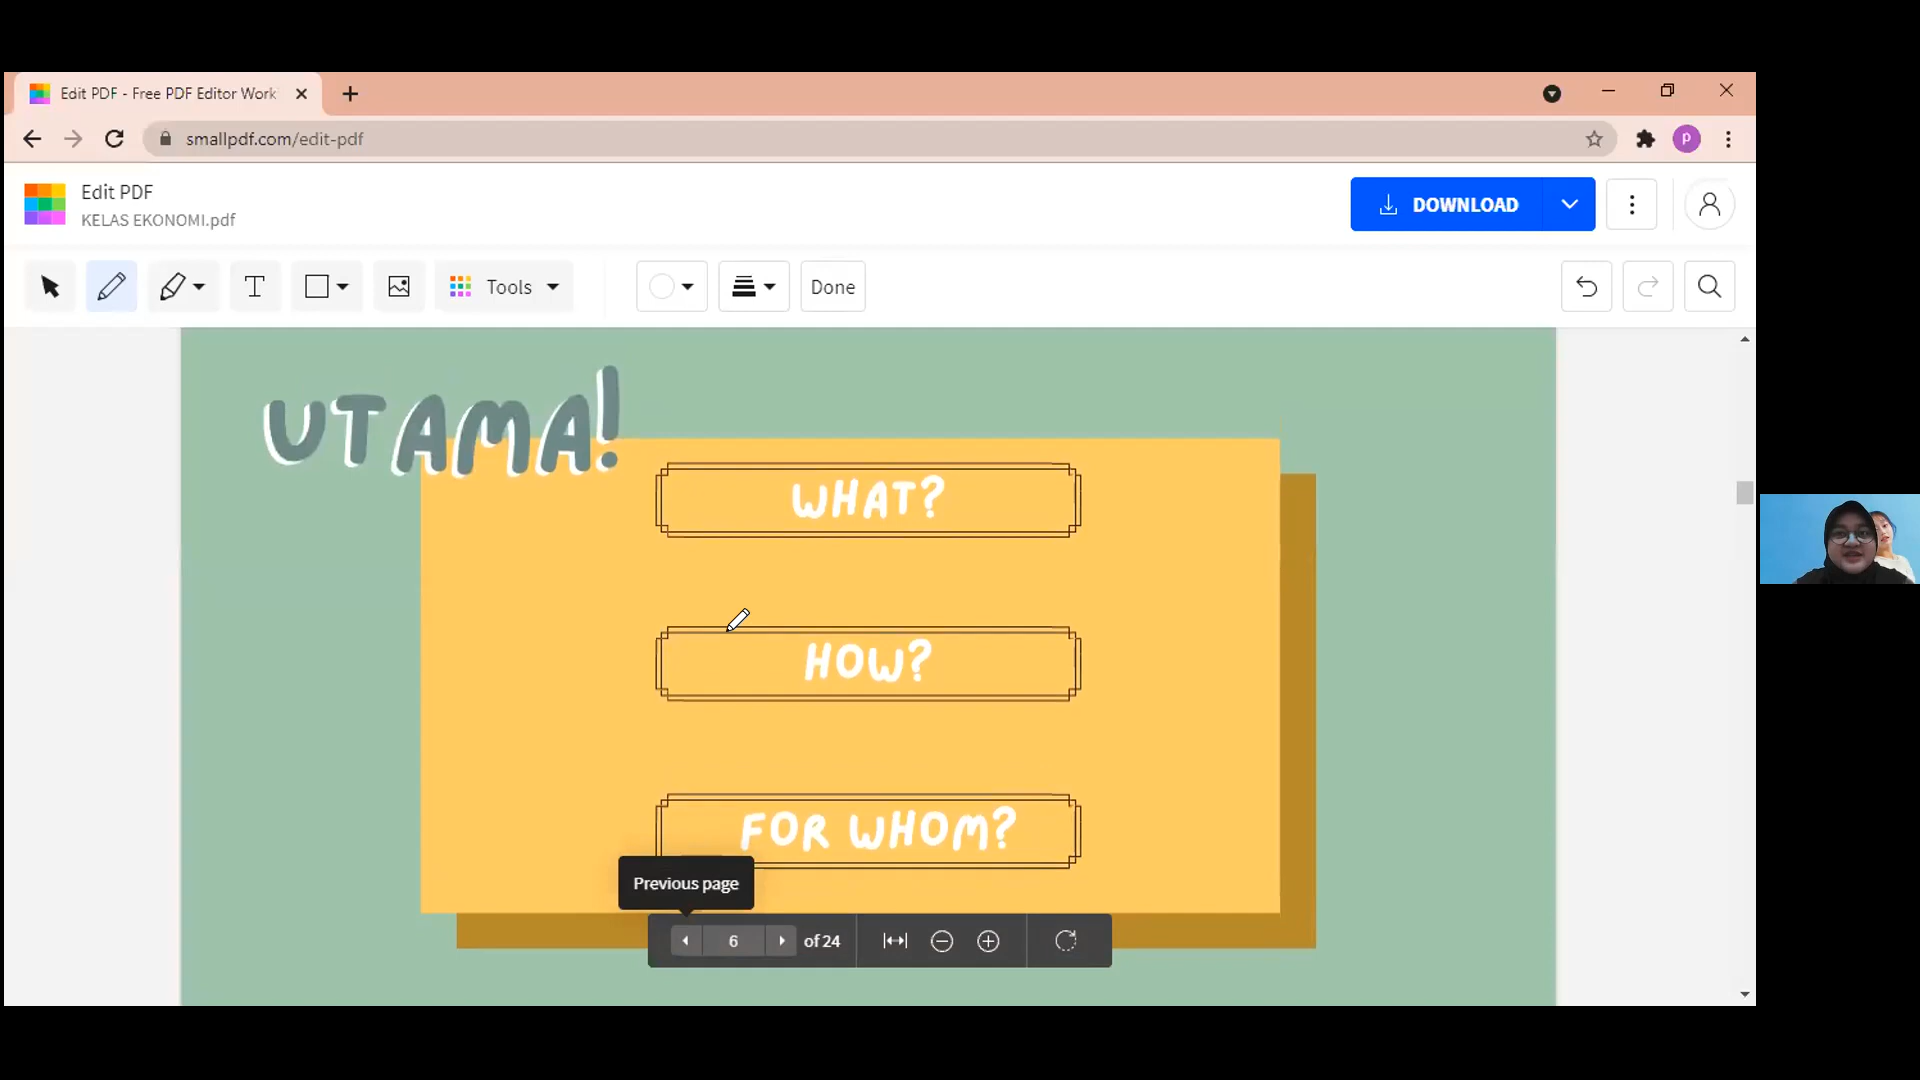 Edit PDF - Free PDF Editor Work
smallpdf.com/edit-pdf
P
Edit PDF
KELAS EKONOMI.pdf
DOWNLOAD
T
Tools
Done
UTAMA!
WHAT?
HOW?
FOR WHOM?
Previous page
6 of 24